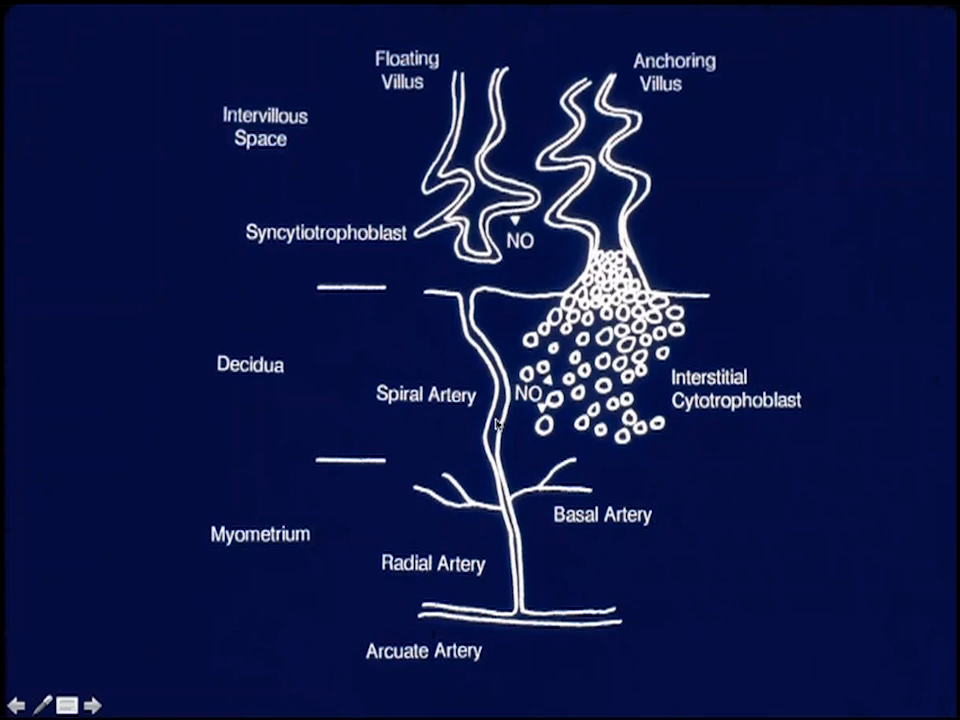 Floating
Villus
Anchoring
Villus
Intervillous
Space
Syncytiotrophoblast
NO
Decidua
Spiral Artery
NO
Interstitial
Cytotrophoblast
Myometrium
Basal Artery
Radial Artery
Arcuate Artery